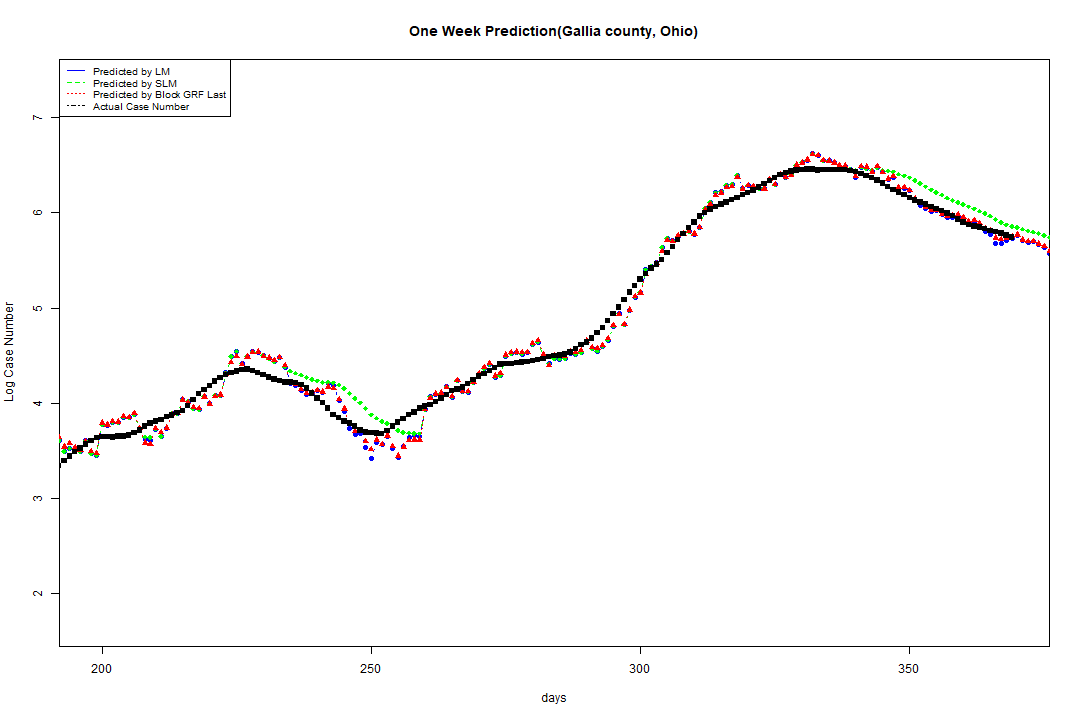 One Week Prediction(Gallia county, Ohio)
Predicted by LM
Predicted by SLM
Predicted by Block GRF Last
Actual Case Number
Log Case Number
7
6
5
4
3
2
200 250 300 350
days